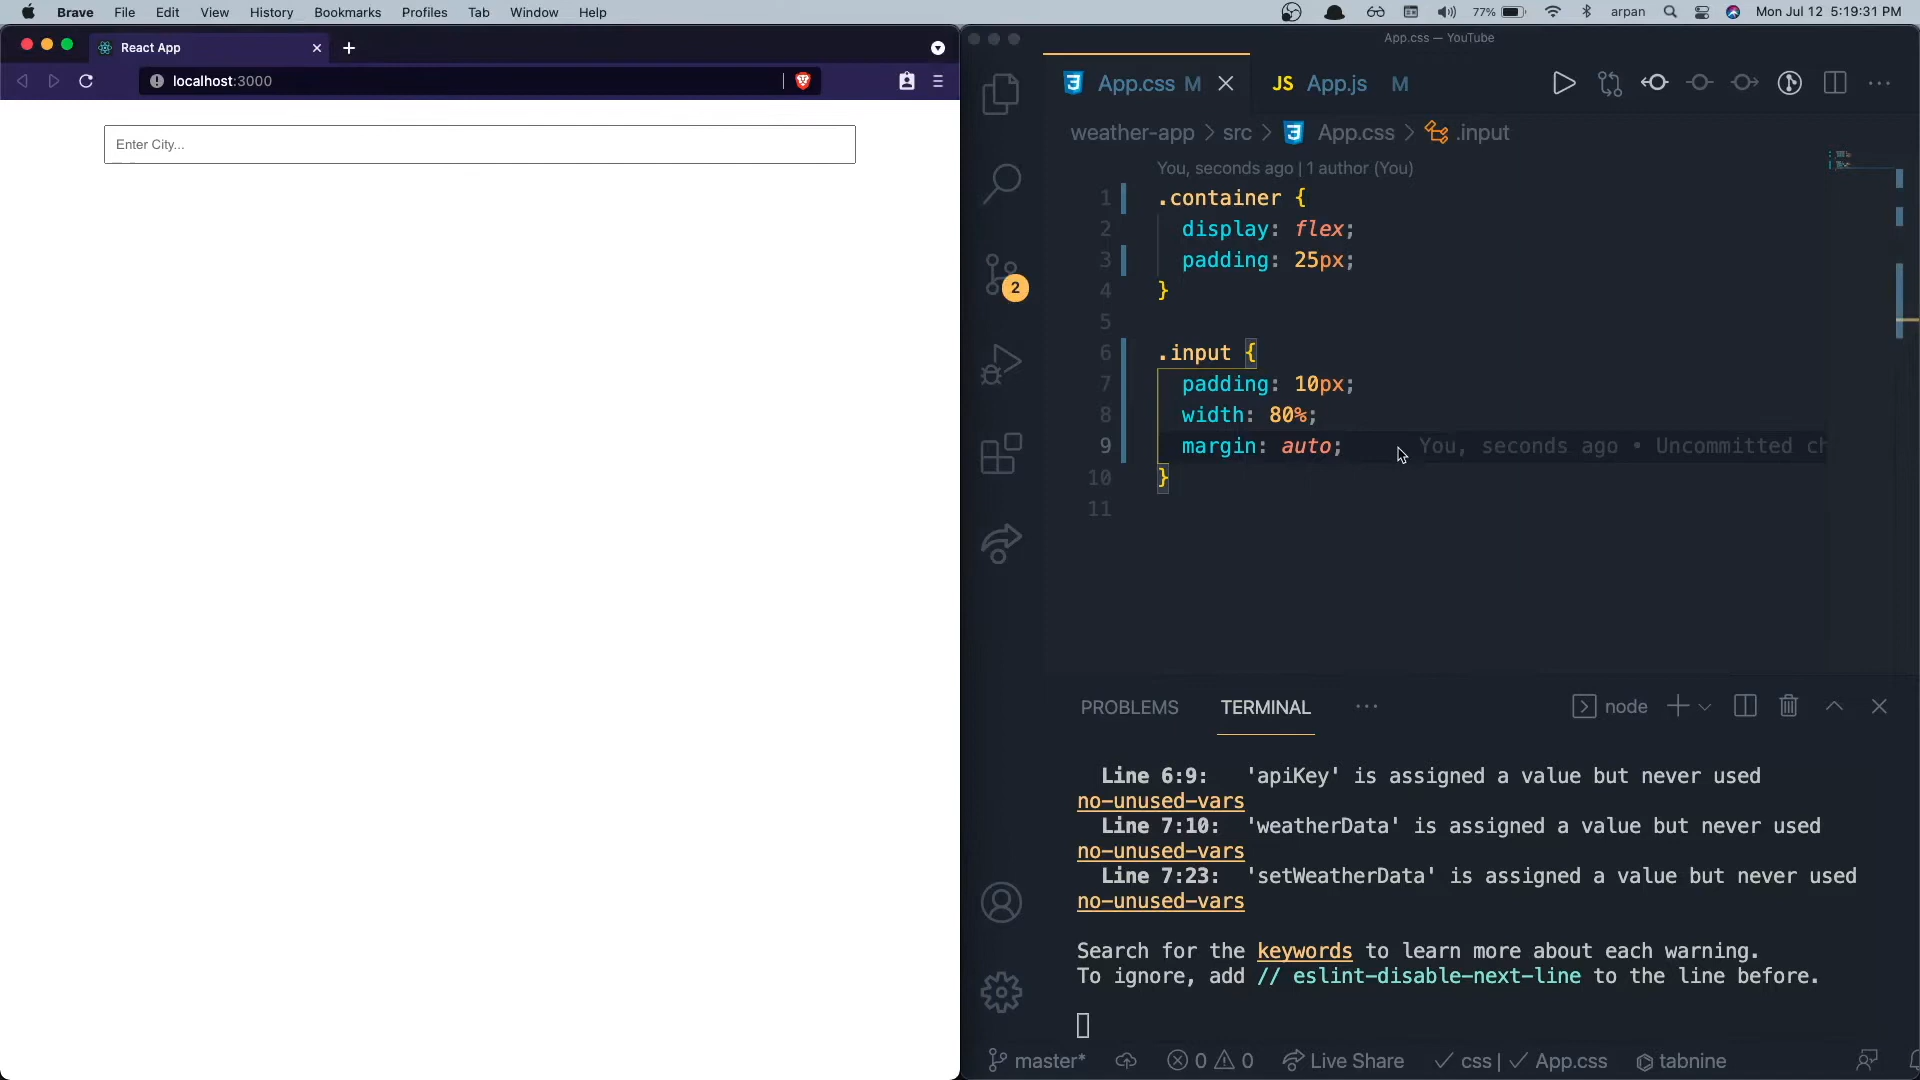 Brave File Edit View History Bookmarks Profiles Tab Window Help 77% arpan Mon Jul 12 5:19:31 PM
React App
localhost:3000
Enter City...
App.css — YouTube
App.css M JS App.js M
weather-app > src > App.css > .input
You, seconds ago | 1 author (You)
1 .container {
2 display: flex;
3 padding: 25px;
4 }
5
6 .input {
7 padding: 10px;
8 width: 80%;
9 margin: auto; You, seconds ago • Uncommitted ch
10 }
11
2
PROBLEMS TERMINAL ··· node
Line 6:9: 'apiKey' is assigned a value but never used
no-unused-vars
Line 7:10: 'weatherData' is assigned a value but never used
no-unused-vars
Line 7:23: 'setWeatherData' is assigned a value but never used
no-unused-vars
Search for the keywords to learn more about each warning.
To ignore, add // eslint-disable-next-line to the line before.
master* 0 0 Live Share css | App.css tabnine